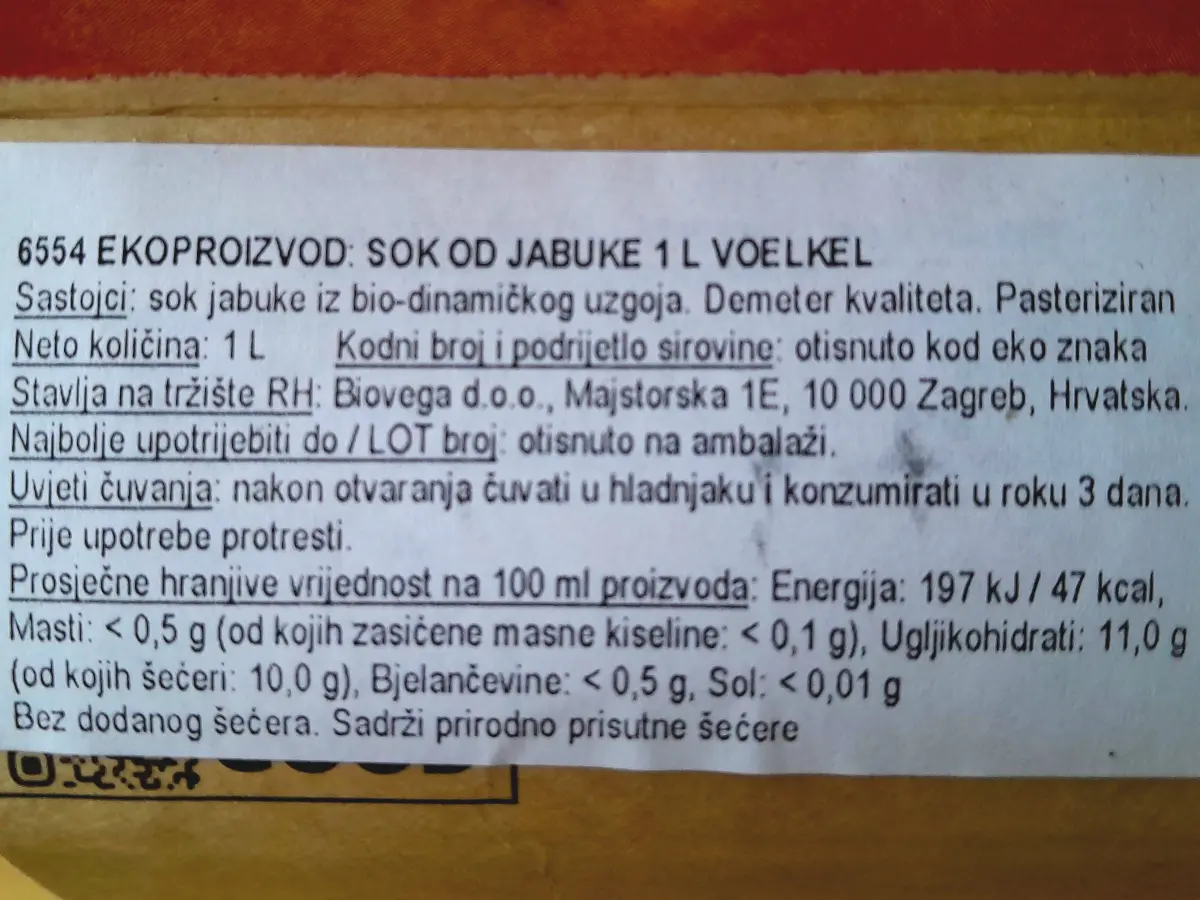 6554 EKOPROIZVOD: SOK OD JABUKE 1 L VOELKEL
Sastojci: sok jabuke iz bio-dinamičkog uzgoja. Demeter kvaliteta. Pasteriziran
Neto količina: 1 L Kodni broj i podrijetlo sirovine: otisnuto kod eko znaka
Stavlja na tržište RH: Biovega d.o.o., Majstorska 1E, 10 000 Zagreb, Hrvatska.
Najbolje upotrijebiti do / LOT broj: otisnuto na ambalaži.
Uvjeti čuvanja: nakon otvaranja čuvati u hladnjaku i konzumirati u roku 3 dana.
Prije upotrebe protresti.
Prosječne hranjive vrijednost na 100 ml proizvoda: Energija: 197 kJ / 47 kcal,
Masti: < 0,5 g (od kojih zasićene masne kiseline: < 0,1 g), Ugljikohidrati: 11,0 g
(od kojih šećeri: 10,0 g), Bjelančevine: < 0,5 g, Sol: < 0,01 g
Bez dodanog šećera. Sadrži prirodno prisutne šećere